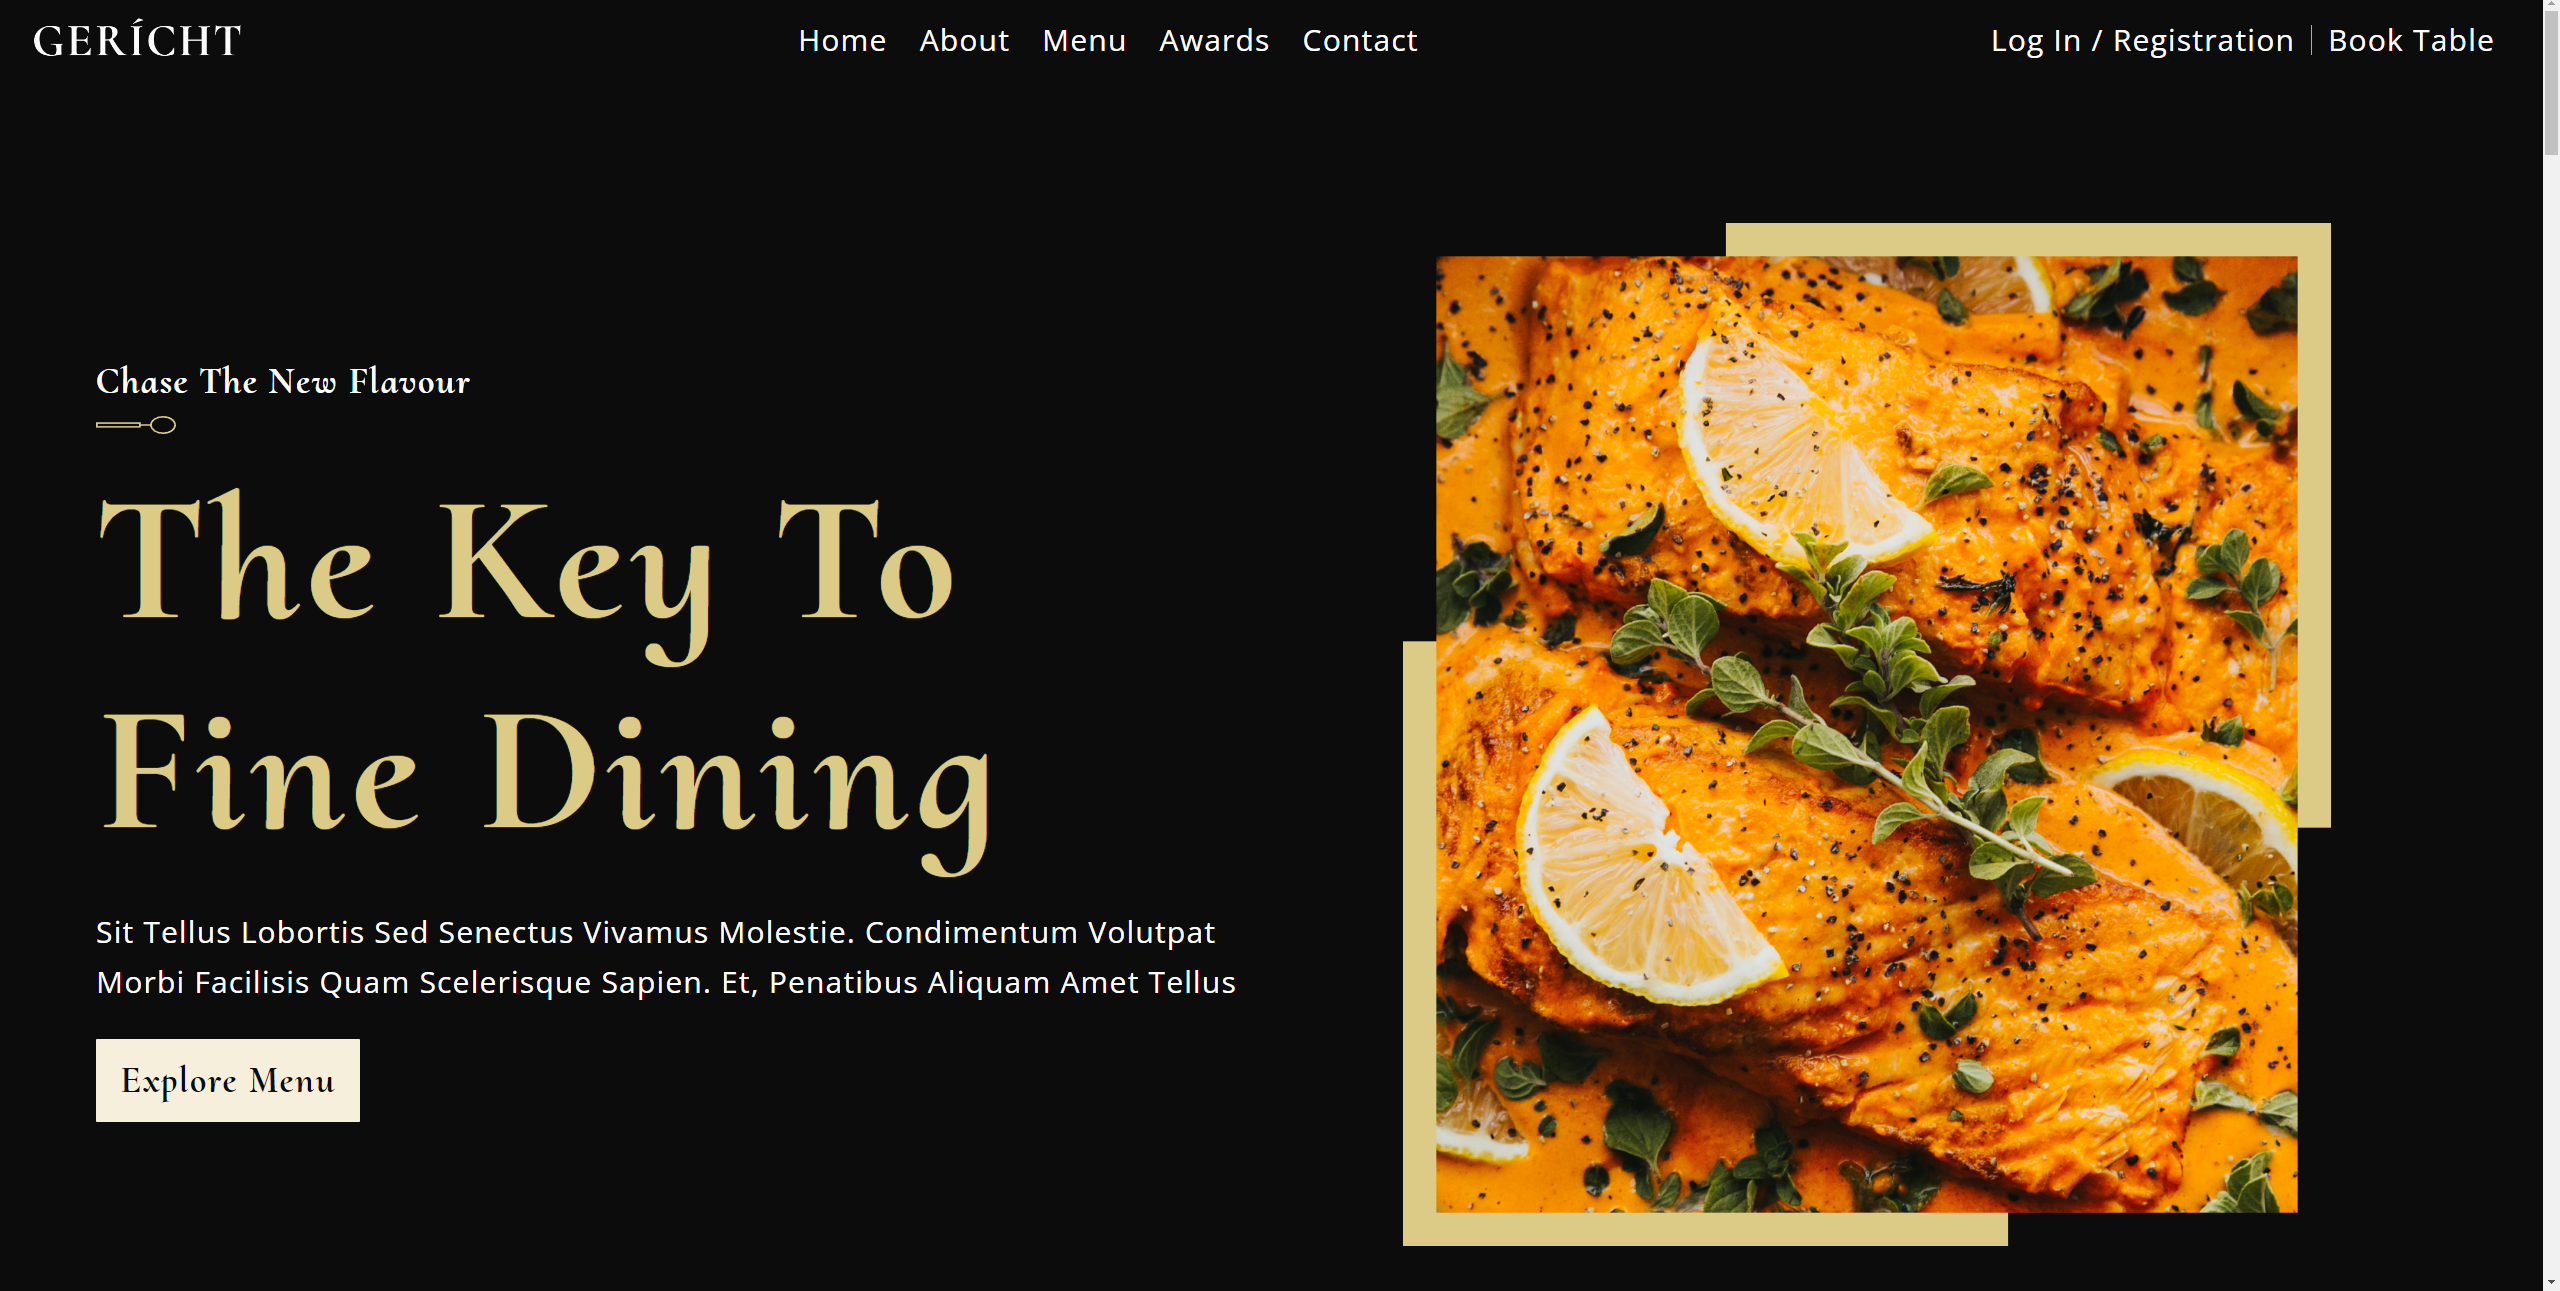 GERÍCHT
Home About Menu Awards Contact
Log In / Registration Book Table
Chase The New Flavour
The Key To
Fine Dining
Sit Tellus Lobortis Sed Senectus Vivamus Molestie. Condimentum Volutpat
Morbi Facilisis Quam Scelerisque Sapien. Et, Penatibus Aliquam Amet Tellus
Explore Menu